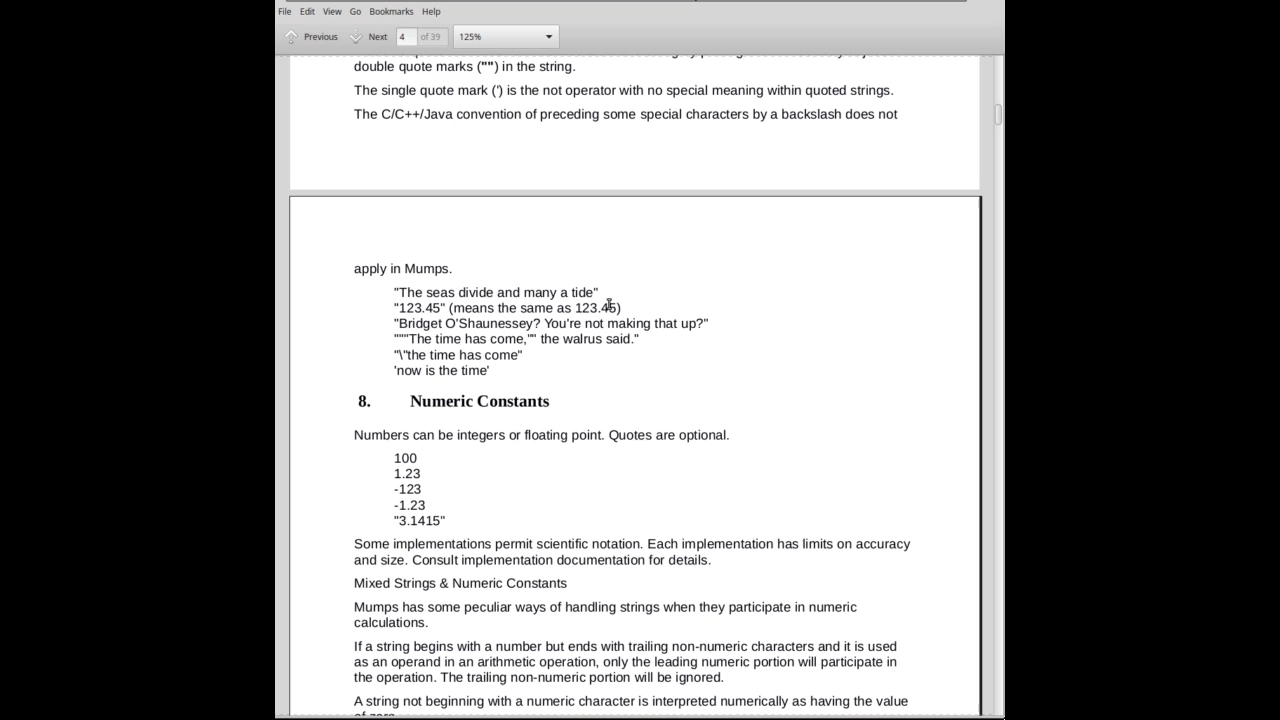 File Edit View Go Bookmarks Help
Previous Next 4 of 39 125%
double quote marks ("") in the string.
The single quote mark (') is the not operator with no special meaning within quoted strings.
The C/C++/Java convention of preceding some special characters by a backslash does not
apply in Mumps.
"The seas divide and many a tide"
"123.45" (means the same as 123.45)
"Bridget O'Shaunessey? You're not making that up?"
"""The time has come,"" the walrus said."
"\"the time has come"
'now is the time'
8. Numeric Constants
Numbers can be integers or floating point. Quotes are optional.
100
1.23
-123
-1.23
"3.1415"
Some implementations permit scientific notation. Each implementation has limits on accuracy
and size. Consult implementation documentation for details.
Mixed Strings & Numeric Constants
Mumps has some peculiar ways of handling strings when they participate in numeric
calculations.
If a string begins with a number but ends with trailing non-numeric characters and it is used
as an operand in an arithmetic operation, only the leading numeric portion will participate in
the operation. The trailing non-numeric portion will be ignored.
A string not beginning with a numeric character is interpreted numerically as having the value
of zero